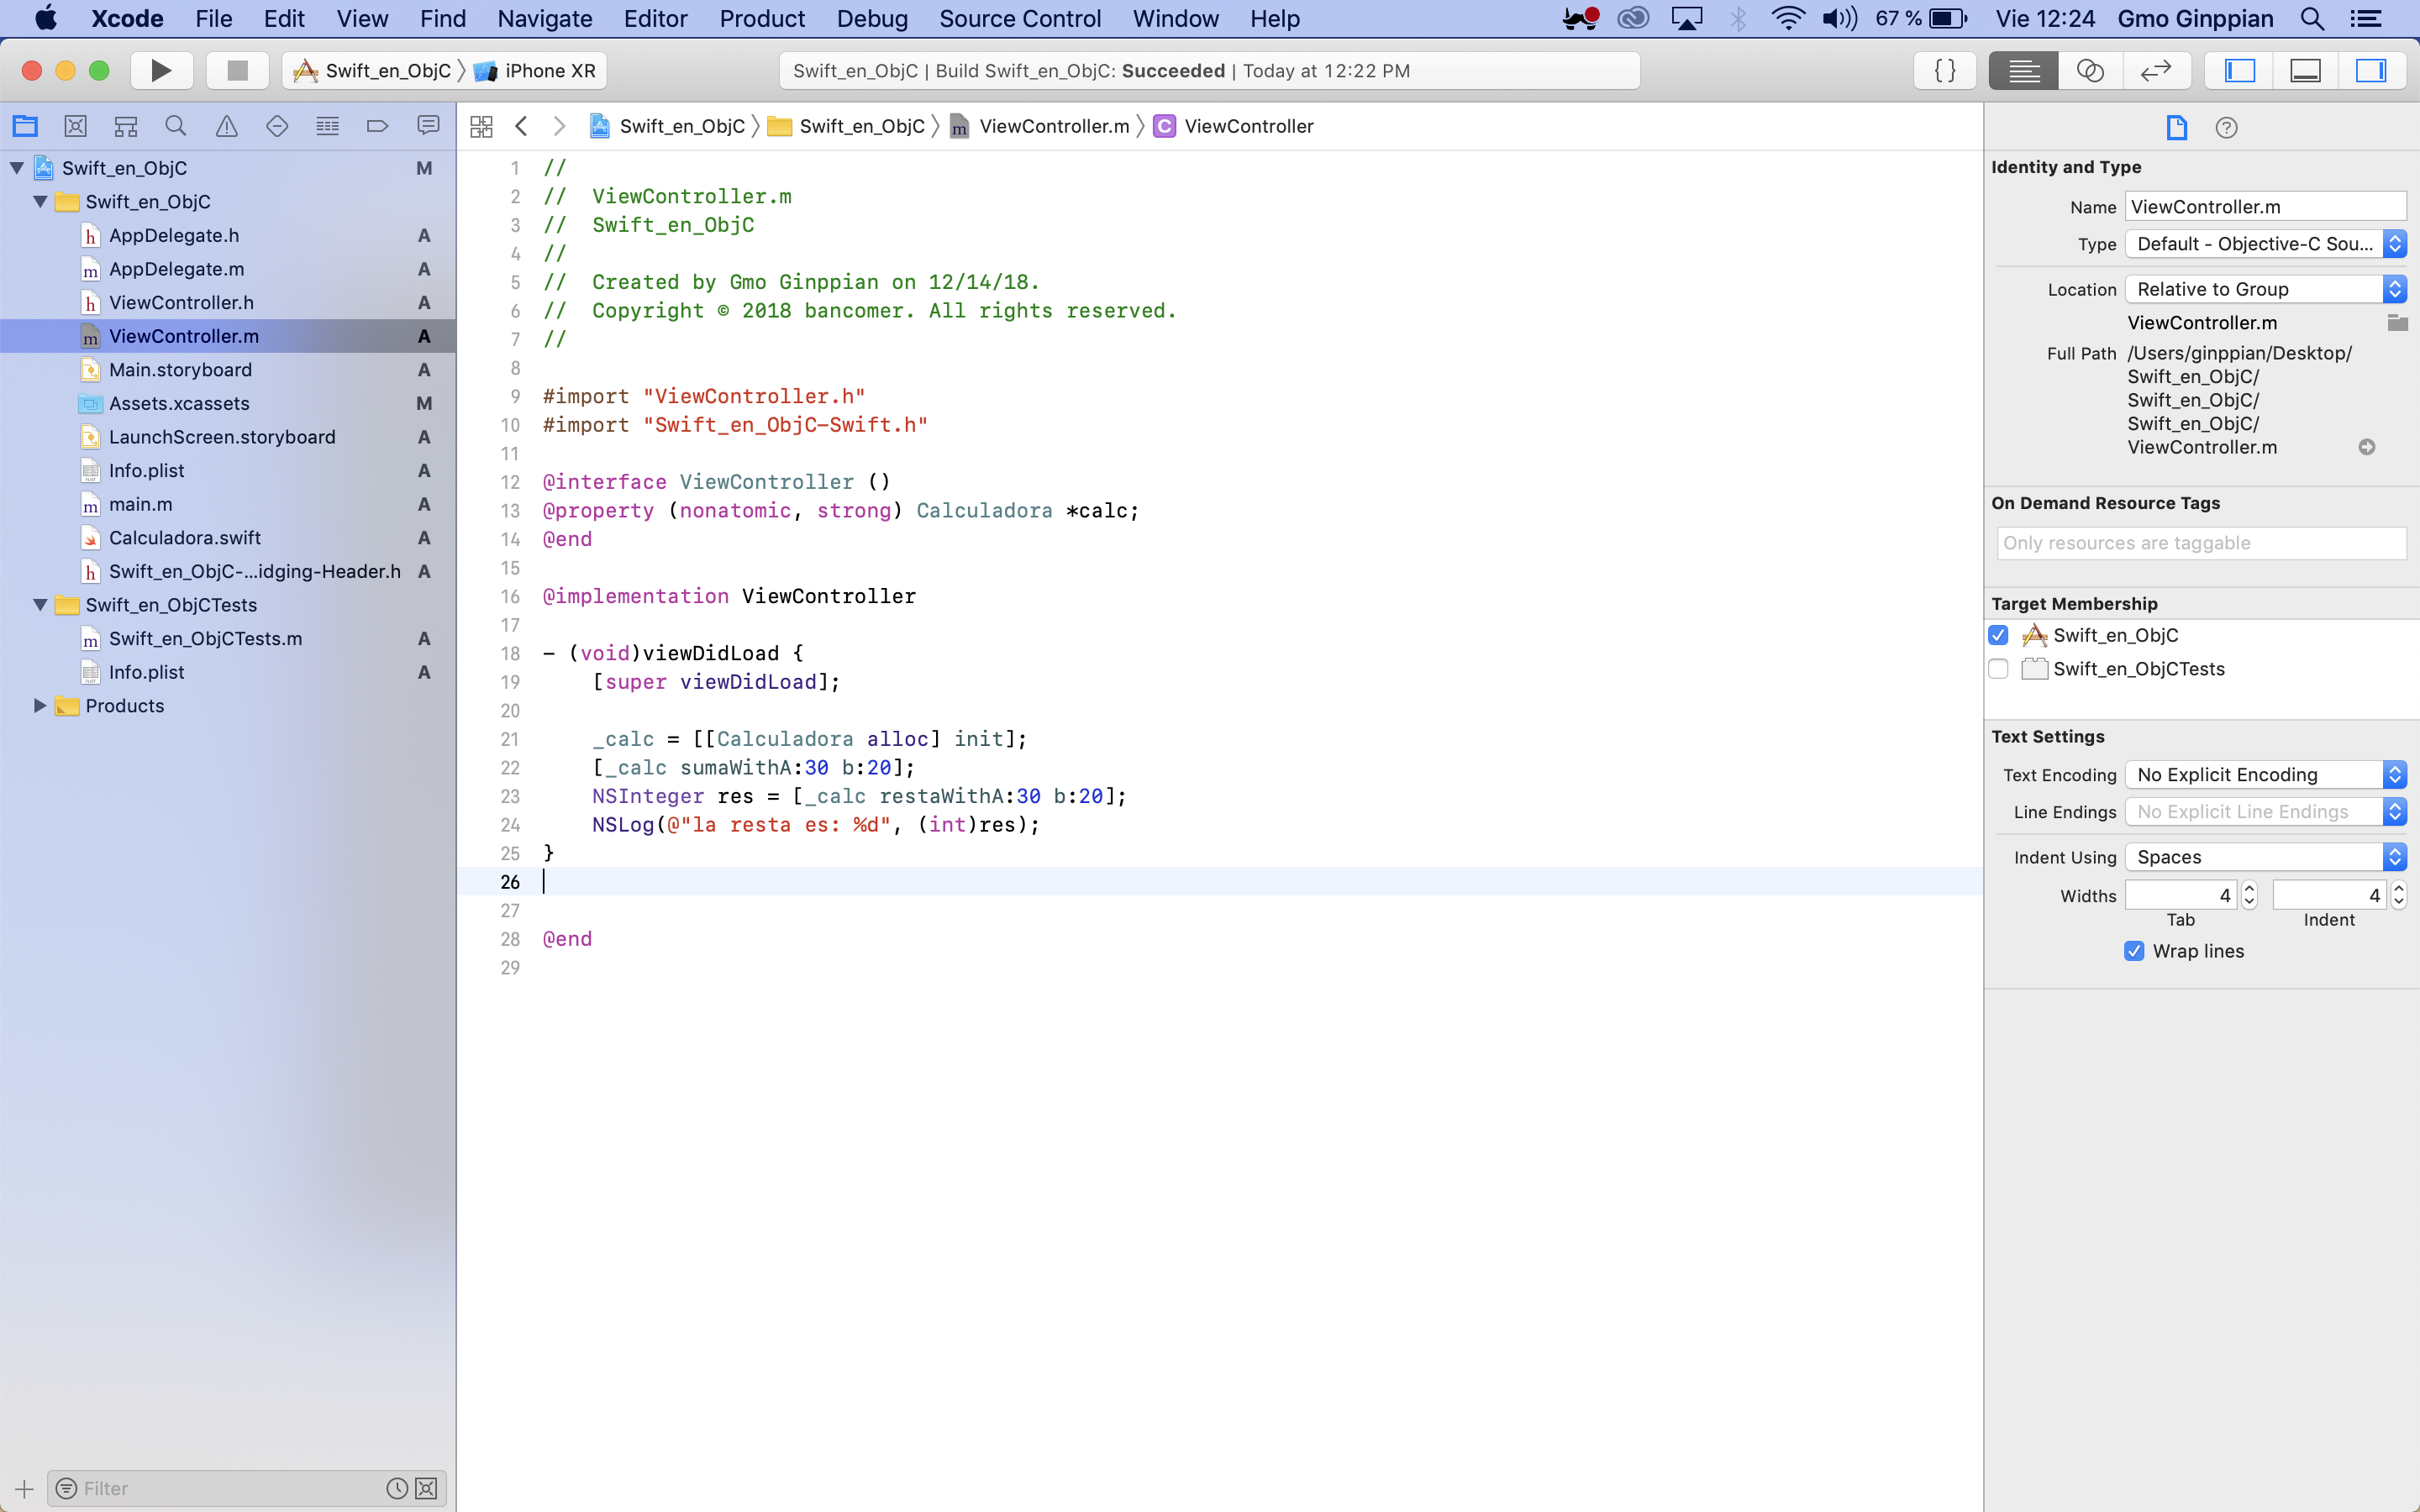 Xcode File Edit View Find Navigate Editor Product Debug Source Control Window Help 67 % Vie 12:24 Gmo Ginppian
Swift_en_ObjC iPhone XR Swift_en_ObjC | Build Swift_en_ObjC: Succeeded | Today at 12:22 PM { }
Swift_en_ObjC Swift_en_ObjC m ViewController.m C ViewController
Swift_en_ObjC M
Swift_en_ObjC
h AppDelegate.h A
m AppDelegate.m A
h ViewController.h A
m ViewController.m A
Main.storyboard A
Assets.xcassets M
LaunchScreen.storyboard A
Info.plist A
m main.m A
Calculadora.swift A
h Swift_en_ObjC-...idging-Header.h A
Swift_en_ObjCTests
m Swift_en_ObjCTests.m A
Info.plist A
Products
Filter
1 //
2 //  ViewController.m
3 //  Swift_en_ObjC
4 //
5 //  Created by Gmo Ginppian on 12/14/18.
6 //  Copyright © 2018 bancomer. All rights reserved.
7 //
8
9 #import "ViewController.h"
10 #import "Swift_en_ObjC-Swift.h"
11
12 @interface ViewController ()
13 @property (nonatomic, strong) Calculadora *calc;
14 @end
15
16 @implementation ViewController
17
18 - (void)viewDidLoad {
19     [super viewDidLoad];
20
21     _calc = [[Calculadora alloc] init];
22     [_calc sumaWithA:30 b:20];
23     NSInteger res = [_calc restaWithA:30 b:20];
24     NSLog(@"la resta es: %d", (int)res);
25 }
26
27
28 @end
29
Identity and Type
Name ViewController.m
Type Default - Objective-C Sou...
Location Relative to Group
ViewController.m
Full Path /Users/ginppian/Desktop/
Swift_en_ObjC/
Swift_en_ObjC/
Swift_en_ObjC/
ViewController.m
On Demand Resource Tags
Only resources are taggable
Target Membership
Swift_en_ObjC
Swift_en_ObjCTests
Text Settings
Text Encoding No Explicit Encoding
Line Endings No Explicit Line Endings
Indent Using Spaces
Widths 4 4
Tab Indent
Wrap lines